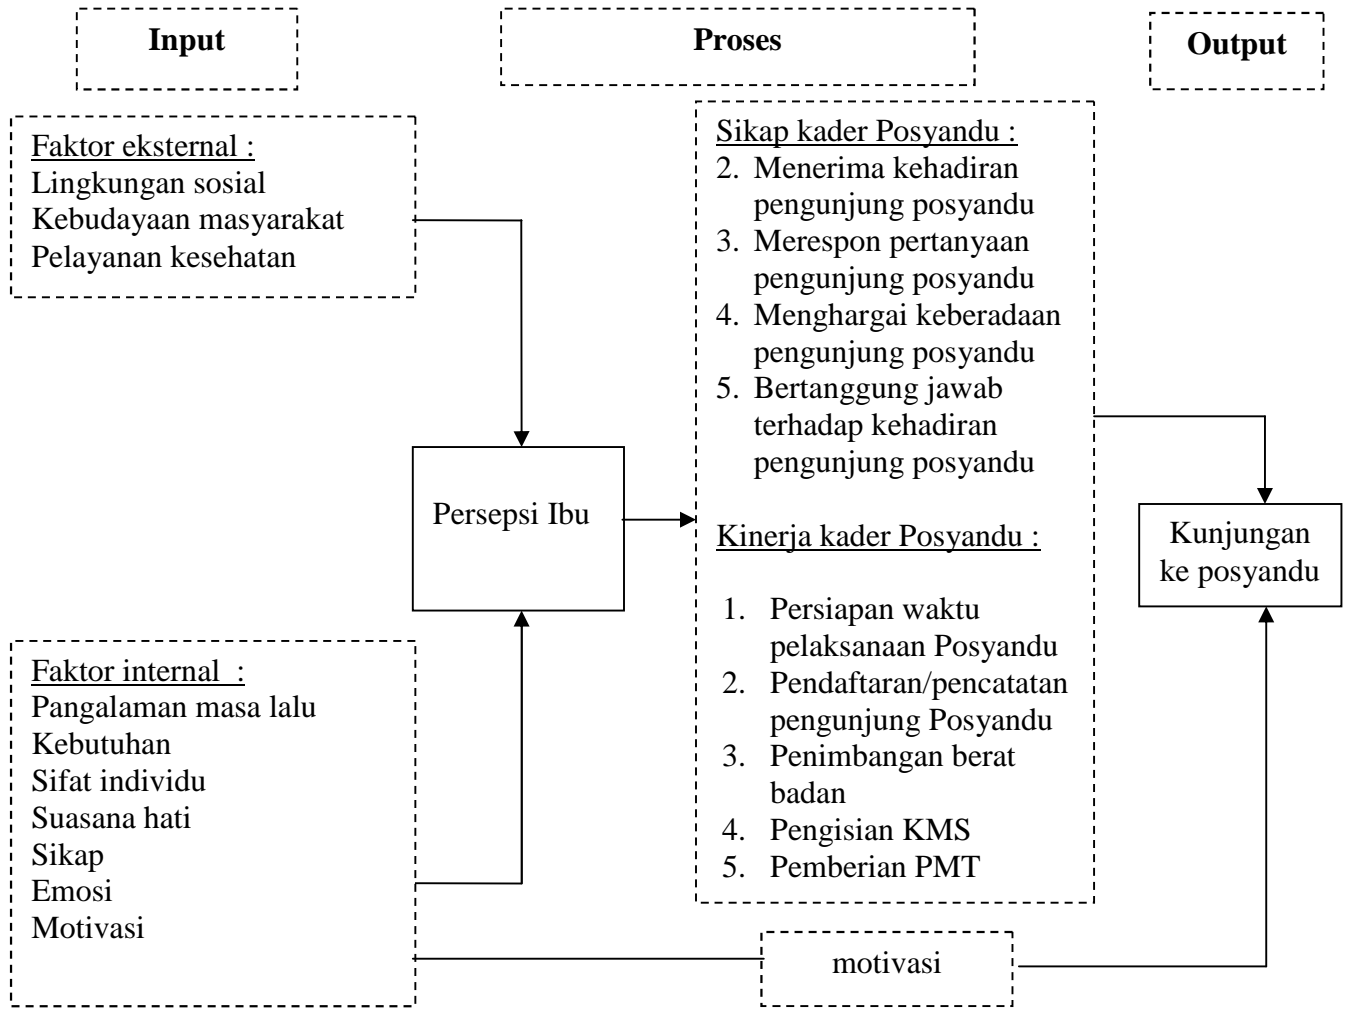 Input
Proses
Output
Faktor eksternal :
Lingkungan sosial
Kebudayaan masyarakat
Pelayanan kesehatan
Sikap kader Posyandu :
2. Menerima kehadiran
pengunjung posyandu
3. Merespon pertanyaan
pengunjung posyandu
4. Menghargai keberadaan
pengunjung posyandu
5. Bertanggung jawab
terhadap kehadiran
pengunjung posyandu
Persepsi Ibu
Kinerja kader Posyandu :
1. Persiapan waktu
pelaksanaan Posyandu
2. Pendaftaran/pencatatan
pengunjung Posyandu
3. Penimbangan berat
badan
4. Pengisian KMS
5. Pemberian PMT
Kunjungan
ke posyandu
Faktor internal :
Pangalaman masa lalu
Kebutuhan
Sifat individu
Suasana hati
Sikap
Emosi
Motivasi
motivasi